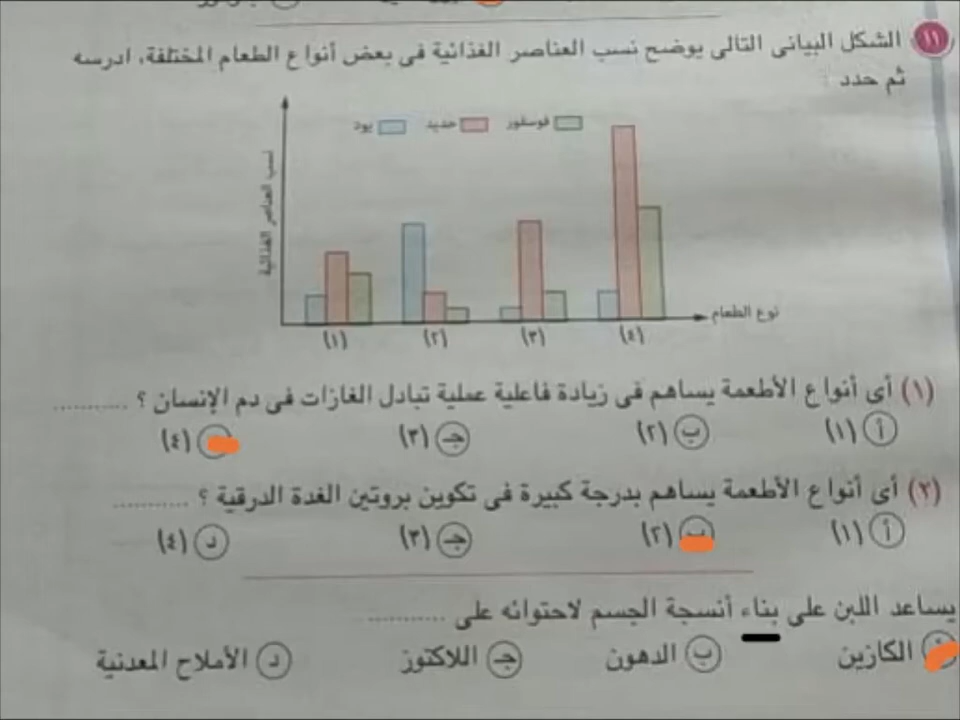 ١١ الشكل البيانى التالى يوضح نسب العناصر الغذائية فى بعض أنواع الطعام المختلفة، ادرسه
ثم حدد :
فوسفور حديد يود
نسب العناصر الغذائية
نوع الطعام
(١) (٢) (٣) (٤)
(١) أى أنواع الأطعمة يساهم فى زيادة فاعلية عملية تبادل الغازات فى دم الإنسان ؟ ..........
أ (١) ب (٢) جـ (٣) (٤)
(٢) أى أنواع الأطعمة يساهم بدرجة كبيرة فى تكوين بروتين الغدة الدرقية ؟ ..........
أ (١) ب (٢) جـ (٣) د (٤)
يساعد اللبن على بناء أنسجة الجسم لاحتوائه على ..........
الكازين ب الدهون جـ اللاكتوز د الأملاح المعدنية